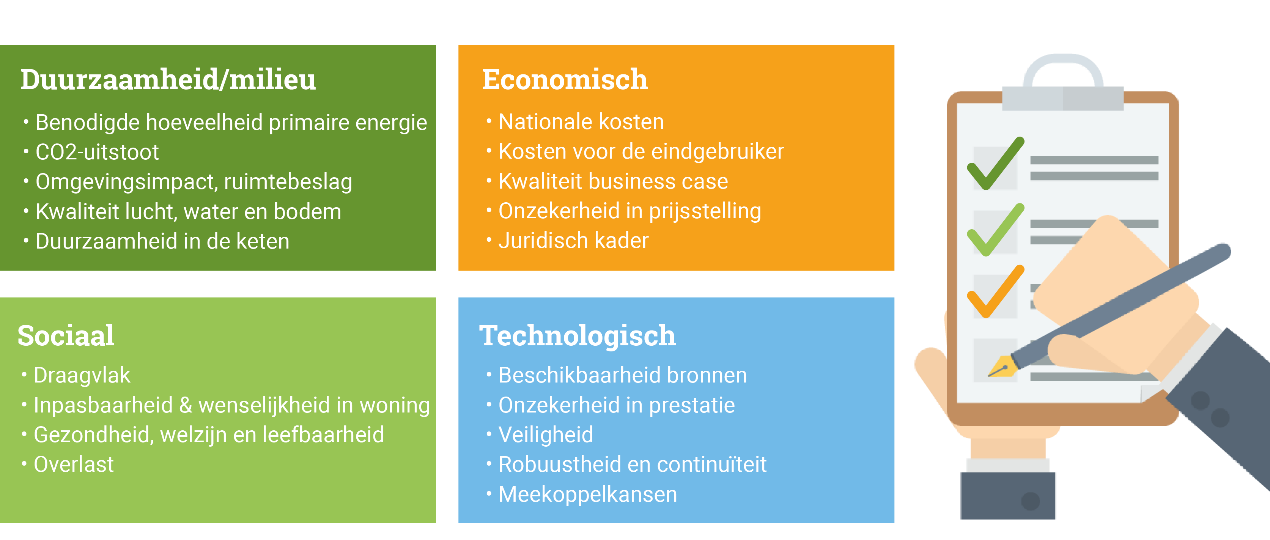 Duurzaamheid/milieu
• Benodigde hoeveelheid primaire energie
• CO2-uitstoot
• Omgevingsimpact, ruimtebeslag
• Kwaliteit lucht, water en bodem
• Duurzaamheid in de keten
Economisch
• Nationale kosten
• Kosten voor de eindgebruiker
• Kwaliteit business case
• Onzekerheid in prijsstelling
• Juridisch kader
Sociaal
• Draagvlak
• Inpasbaarheid & wenselijkheid in woning
• Gezondheid, welzijn en leefbaarheid
• Overlast
Technologisch
• Beschikbaarheid bronnen
• Onzekerheid in prestatie
• Veiligheid
• Robuustheid en continuïteit
• Meekoppelkansen